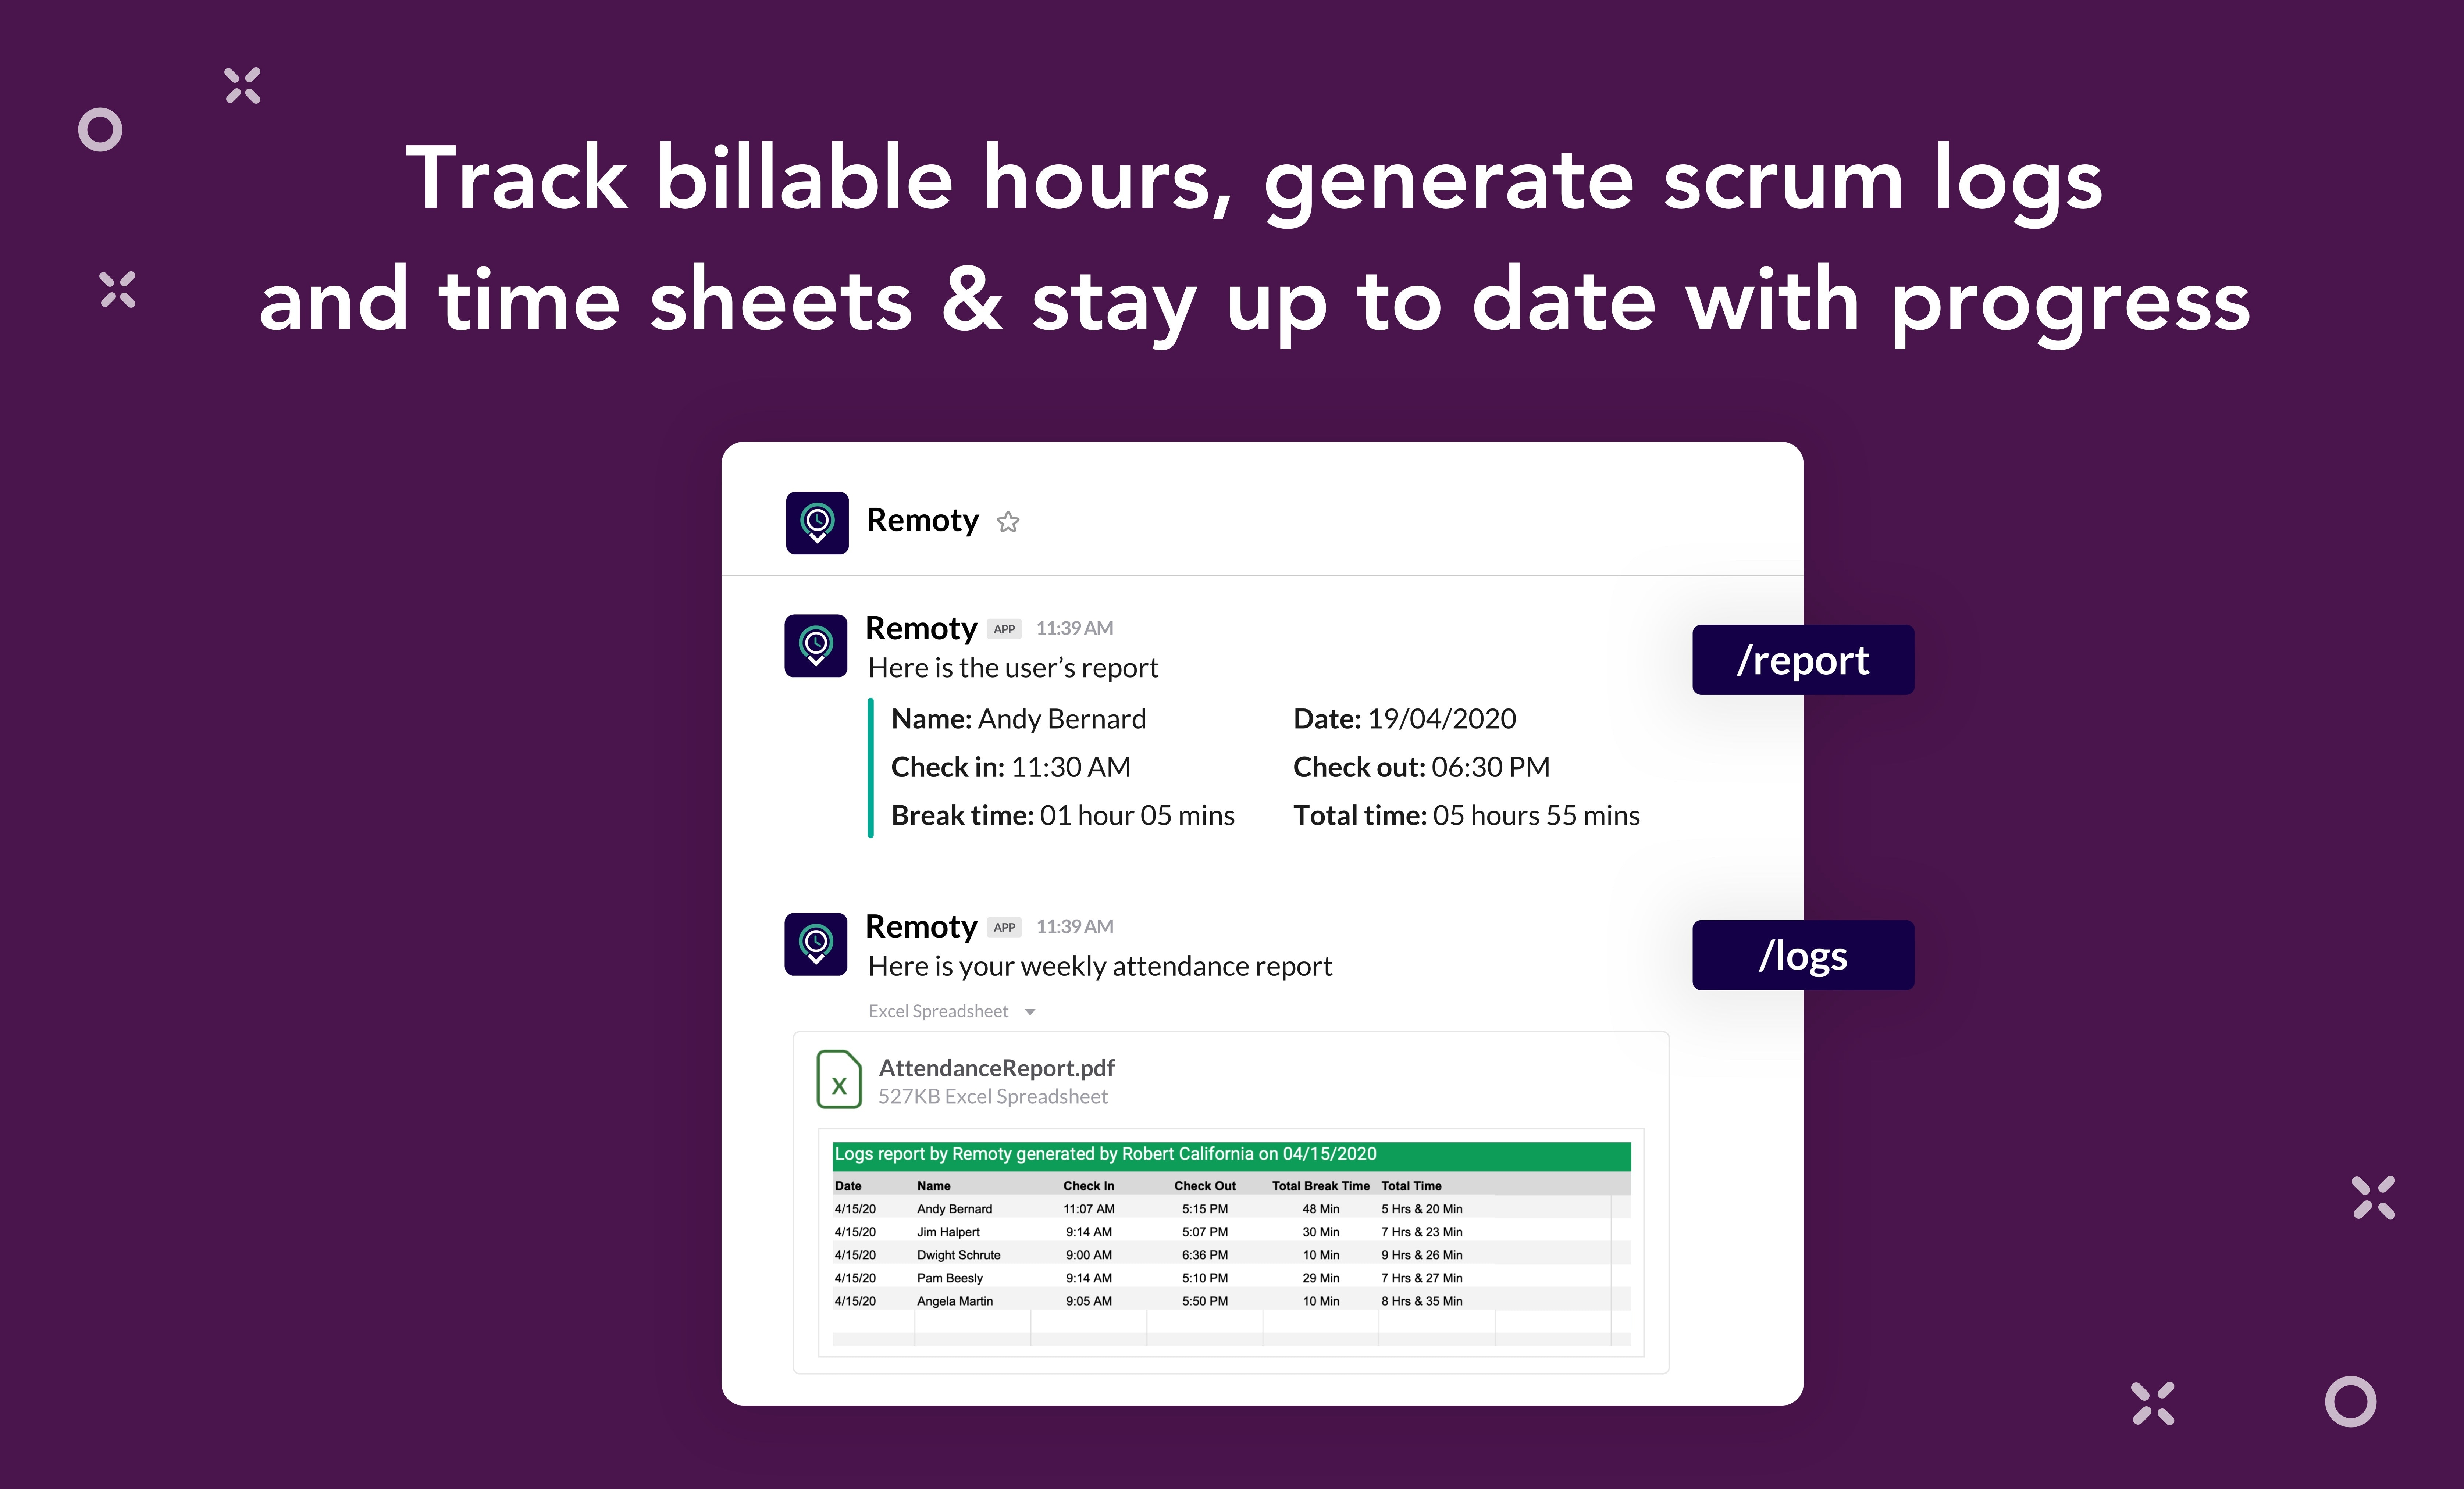 Track billable hours, generate scrum logs
and time sheets & stay up to date with progress
Remoty
Remoty APP 11:39 AM
/report
Here is the user’s report
Name: Andy Bernard Date: 19/04/2020
Check in: 11:30 AM Check out: 06:30 PM
Break time: 01 hour 05 mins Total time: 05 hours 55 mins
Remoty APP 11:39 AM
/logs
Here is your weekly attendance report
Excel Spreadsheet
AttendanceReport.pdf
X
527KB Excel Spreadsheet
Logs report by Remoty generated by Robert California on 04/15/2020
Date Name Check In Check Out Total Break Time Total Time
4/15/20 Andy Bernard 11:07 AM 5:15 PM 48 Min 5 Hrs & 20 Min
4/15/20 Jim Halpert 9:14 AM 5:07 PM 30 Min 7 Hrs & 23 Min
4/15/20 Dwight Schrute 9:00 AM 6:36 PM 10 Min 9 Hrs & 26 Min
4/15/20 Pam Beesly 9:14 AM 5:10 PM 29 Min 7 Hrs & 27 Min
4/15/20 Angela Martin 9:05 AM 5:50 PM 10 Min 8 Hrs & 35 Min